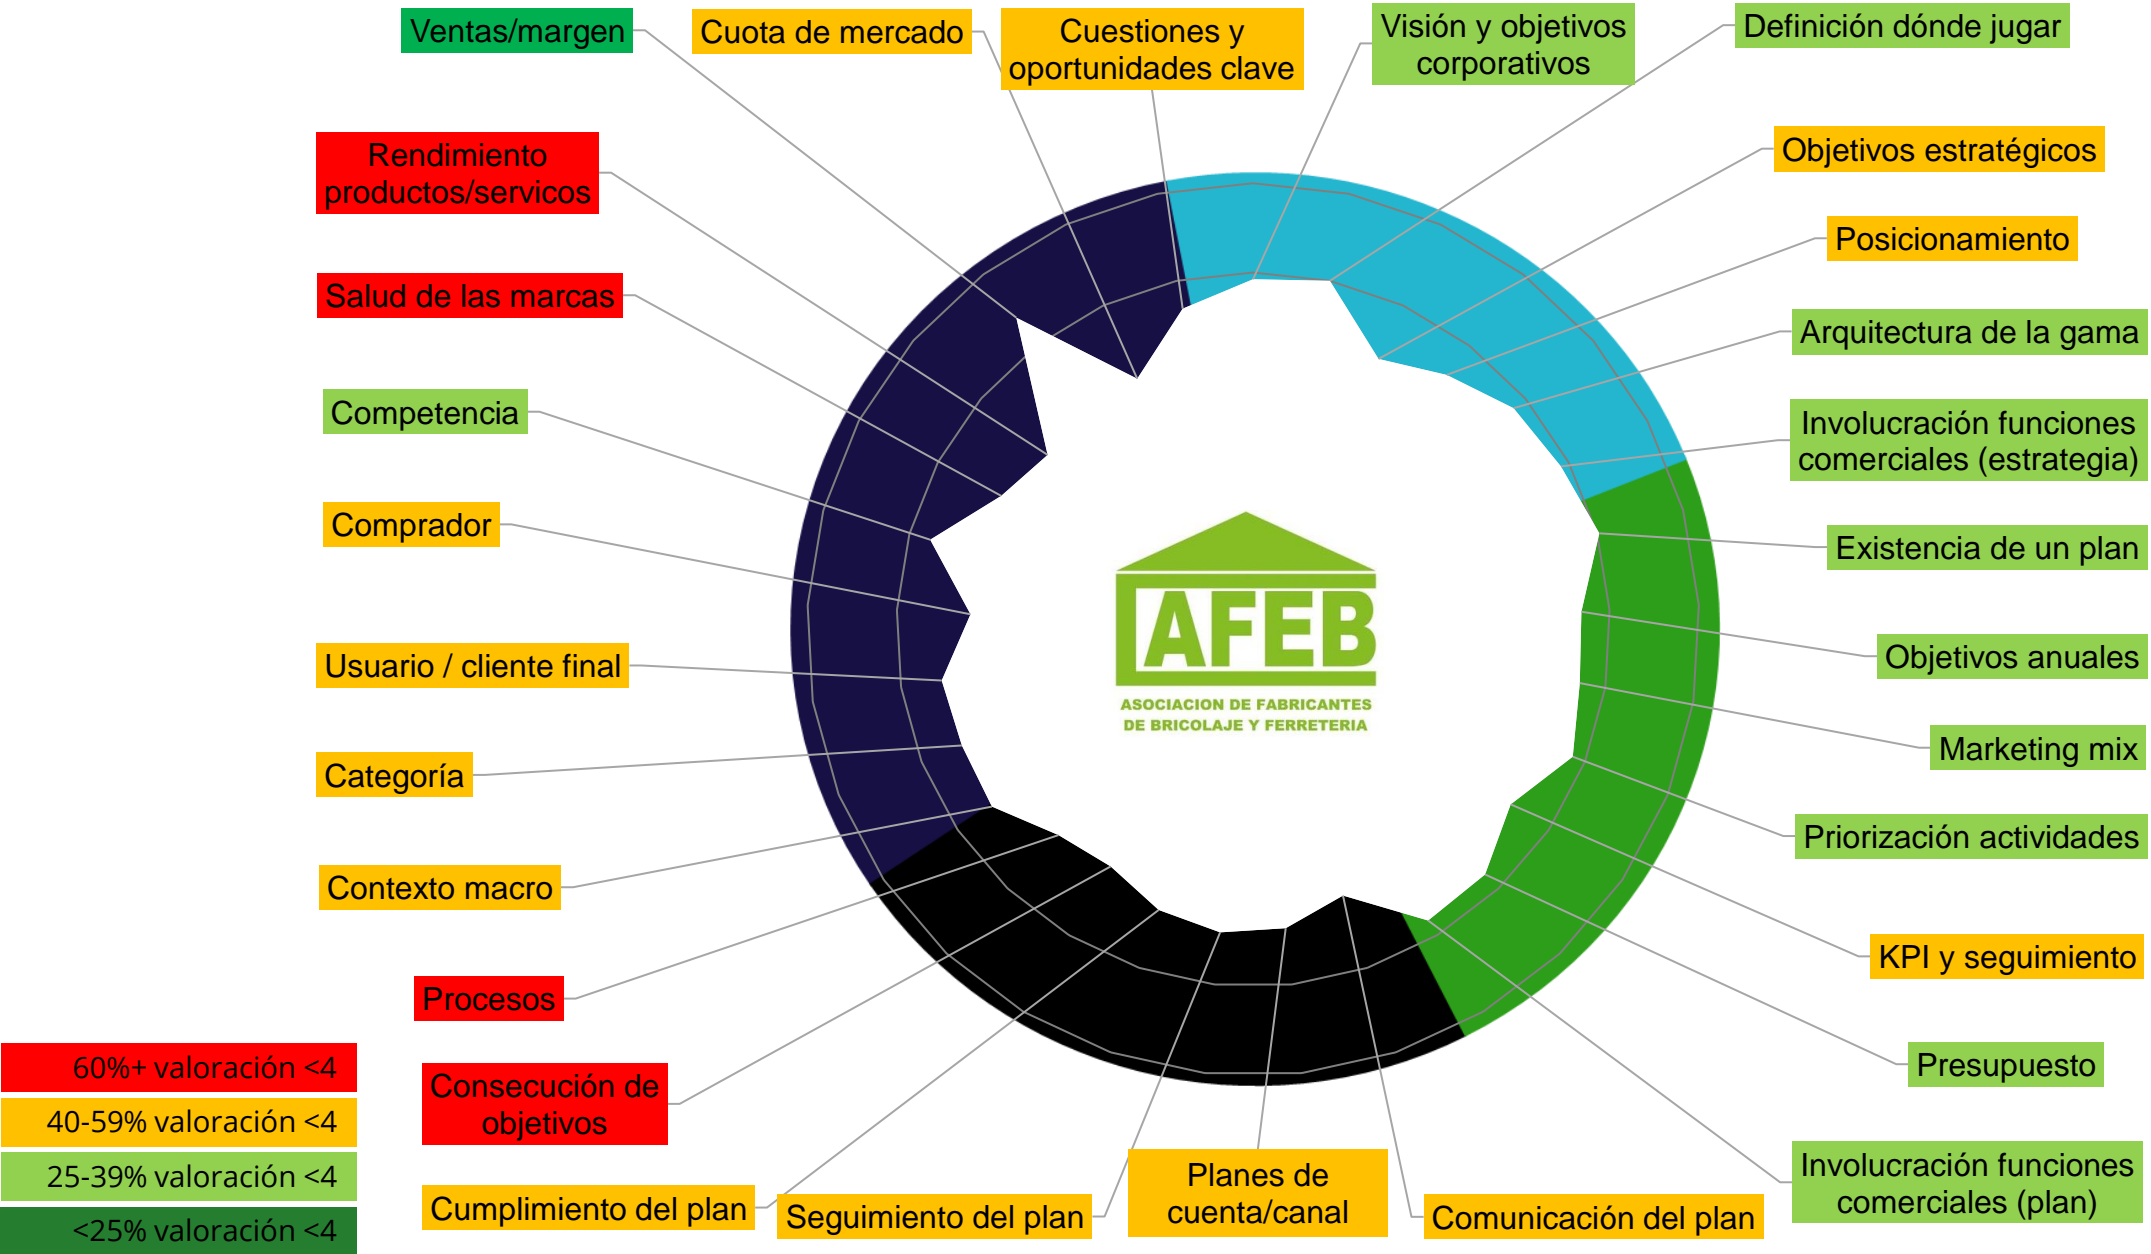 Ventas/margen
Cuota de mercado
Cuestiones y
oportunidades clave
Visión y objetivos
corporativos
Definición dónde jugar
Objetivos estratégicos
Posicionamiento
Arquitectura de la gama
Involucración funciones
comerciales (estrategia)
Existencia de un plan
Objetivos anuales
Marketing mix
Priorización actividades
KPI y seguimiento
Presupuesto
Involucración funciones
comerciales (plan)
Comunicación del plan
Planes de
cuenta/canal
Seguimiento del plan
Cumplimiento del plan
Consecución de
objetivos
Procesos
Contexto macro
Categoría
Usuario / cliente final
Comprador
Competencia
Salud de las marcas
Rendimiento
productos/servicos
AFEB
ASOCIACION DE FABRICANTES
DE BRICOLAJE Y FERRETERIA
60%+ valoración <4
40-59% valoración <4
25-39% valoración <4
<25% valoración <4